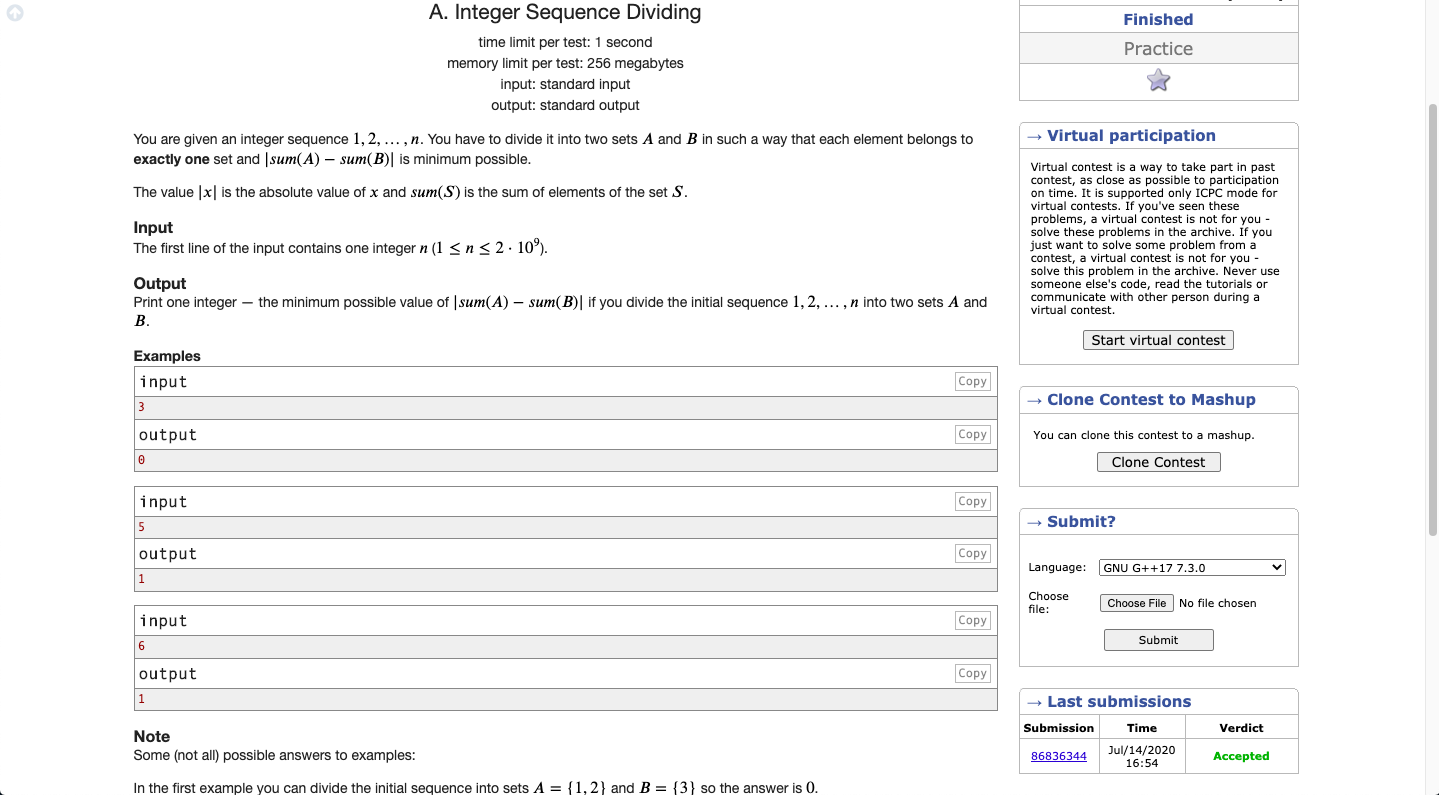 A. Integer Sequence Dividing
time limit per test: 1 second
memory limit per test: 256 megabytes
input: standard input
output: standard output
You are given an integer sequence 1, 2, … , n. You have to divide it into two sets A and B in such a way that each element belongs to
exactly one set and |sum(A) − sum(B)| is minimum possible.
The value |x| is the absolute value of x and sum(S) is the sum of elements of the set S.
Input
The first line of the input contains one integer n (1 ≤ n ≤ 2 · 10⁹).
Output
Print one integer — the minimum possible value of |sum(A) − sum(B)| if you divide the initial sequence 1, 2, … , n into two sets A and
B.
Examples
input
Copy
3
output
Copy
0
input
Copy
5
output
Copy
1
input
Copy
6
output
Copy
1
Note
Some (not all) possible answers to examples:
In the first example you can divide the initial sequence into sets A = {1, 2} and B = {3} so the answer is 0.
Finished
Practice
→ Virtual participation
Virtual contest is a way to take part in past
contest, as close as possible to participation
on time. It is supported only ICPC mode for
virtual contests. If you've seen these
problems, a virtual contest is not for you -
solve these problems in the archive. If you
just want to solve some problem from a
contest, a virtual contest is not for you -
solve this problem in the archive. Never use
someone else's code, read the tutorials or
communicate with other person during a
virtual contest.
Start virtual contest
→ Clone Contest to Mashup
You can clone this contest to a mashup.
Clone Contest
→ Submit?
Language: GNU G++17 7.3.0
Choose
file:
Choose File No file chosen
Submit
→ Last submissions
Submission Time Verdict
86836344 Jul/14/2020
16:54
Accepted